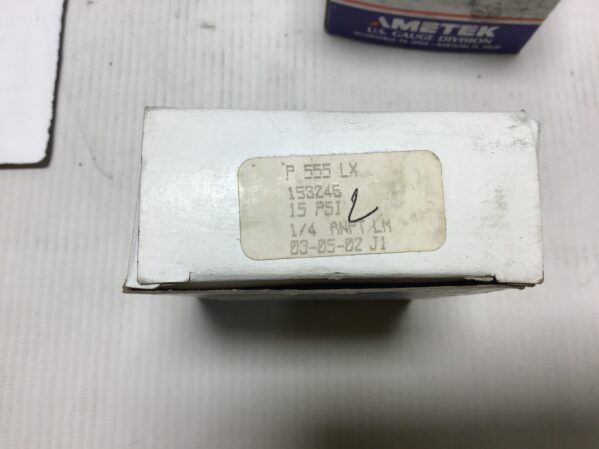 AMETEK
U.S. GAUGE DIVISION
P 555 LX
153246
15 PSI 2
1/4 ANPT LM
03-05-02 J1